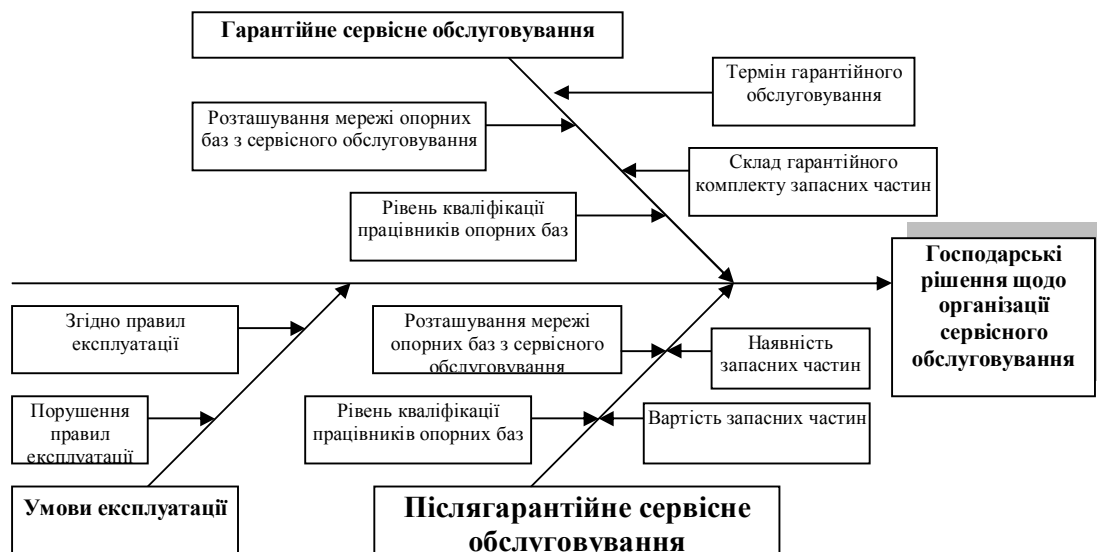 Гарантійне сервісне обслуговування
Термін гарантійного
обслуговування
Розташування мережі опорних
баз з сервісного обслуговування
Склад гарантійного
комплекту запасних частин
Рівень кваліфікації
працівників опорних баз
Господарські
рішення щодо
організації
сервісного
обслуговування
Згідно правил
експлуатації
Розташування мережі
опорних баз з сервісного
обслуговування
Наявність
запасних частин
Порушення
правил
експлуатації
Рівень кваліфікації
працівників опорних баз
Вартість запасних частин
Умови експлуатації
Післягарантійне сервісне
обслуговування